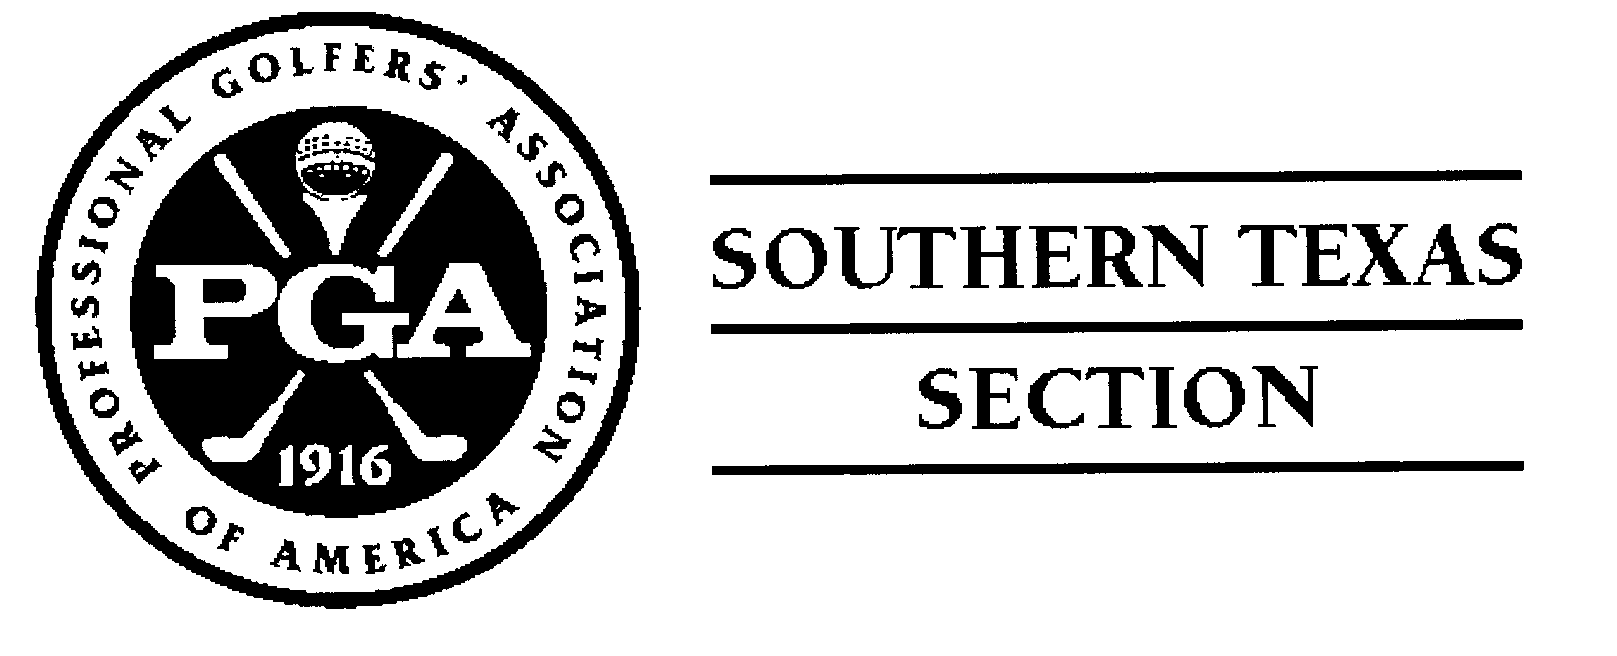 PROFESSIONAL GOLFERS' ASSOCIATION
OF AMERICA
PGA
1916
SOUTHERN TEXAS
SECTION